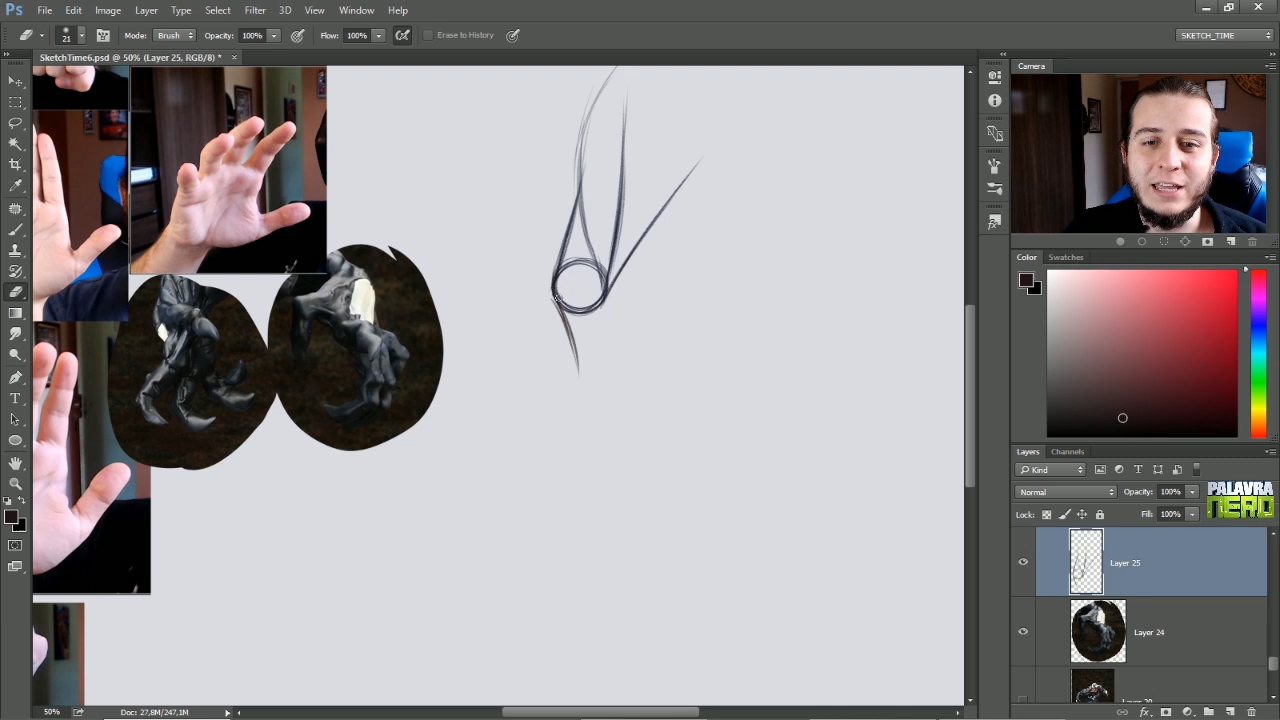 Ps File Edit Image Layer Type Select Filter 3D View Window Help
21 Mode: Brush Opacity: 100% Flow: 100% Erase to History SKETCH_TIME
SketchTime6.psd @ 50% (Layer 25, RGB/8) * ×
Camera
Color Swatches
Layers Channels
Kind
Normal Opacity: 100%
Lock: Fill: 100%
PALAVRA
NERD
Layer 25
Layer 24
50% Doc: 27,8M/247,1M